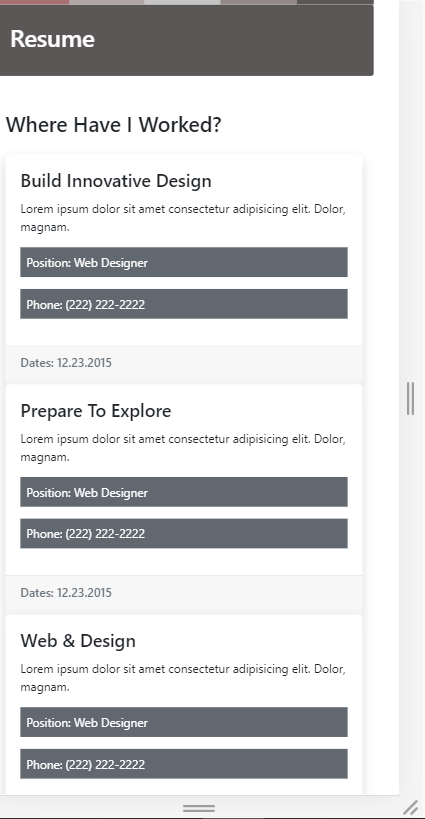 Resume
Where Have I Worked?
Build Innovative Design
Lorem ipsum dolor sit amet consectetur adipisicing elit. Dolor,
magnam.
Position: Web Designer
Phone: (222) 222-2222
Dates: 12.23.2015
Prepare To Explore
Lorem ipsum dolor sit amet consectetur adipisicing elit. Dolor,
magnam.
Position: Web Designer
Phone: (222) 222-2222
Dates: 12.23.2015
Web & Design
Lorem ipsum dolor sit amet consectetur adipisicing elit. Dolor,
magnam.
Position: Web Designer
Phone: (222) 222-2222